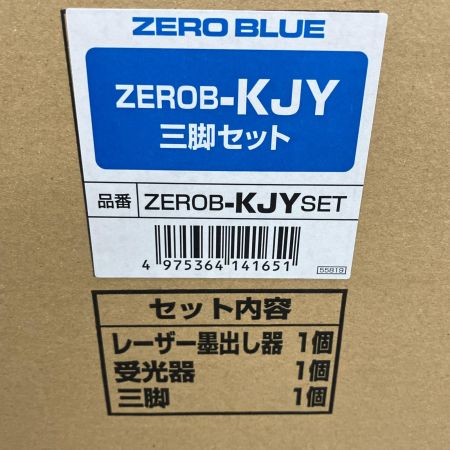 ZERO BLUE
ZEROB-KJY
三脚セット
品番 ZEROB-KJYSET
4 975364 141651
55819
セット内容
レーザー墨出し器 1個
受光器 1個
三脚 1個